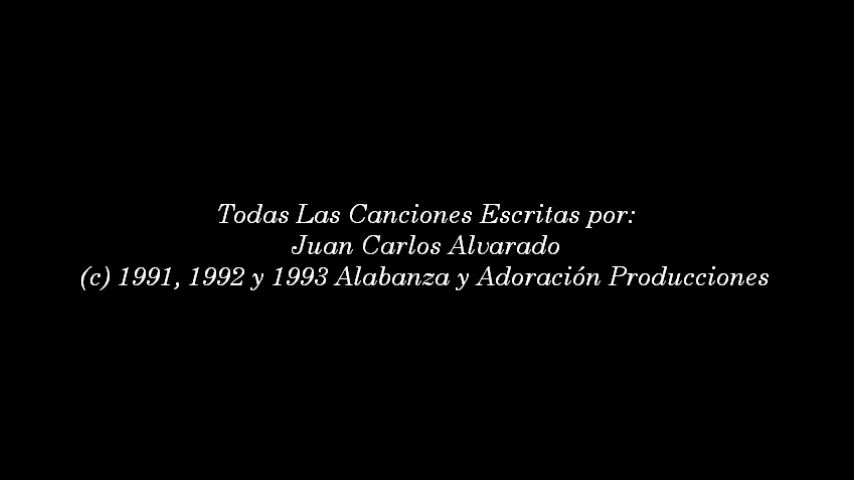 Todas Las Canciones Escritas por:
Juan Carlos Alvarado
(c) 1991, 1992 y 1993 Alabanza y Adoración Producciones